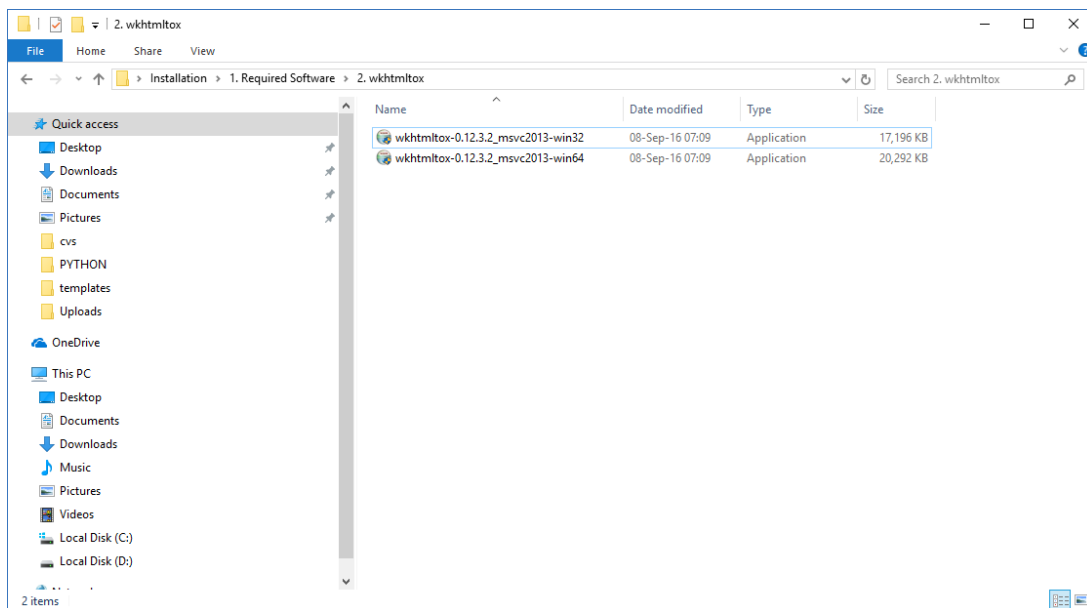 2. wkhtmltox
File Home Share View
Installation 1. Required Software 2. wkhtmltox Search 2. wkhtmltox
Name Date modified Type Size
Quick access
wkhtmltox-0.12.3.2_msvc2013-win32 08-Sep-16 07:09 Application 17,196 KB
Desktop
wkhtmltox-0.12.3.2_msvc2013-win64 08-Sep-16 07:09 Application 20,292 KB
Downloads
Documents
Pictures
cvs
PYTHON
templates
Uploads
OneDrive
This PC
Desktop
Documents
Downloads
Music
Pictures
Videos
Local Disk (C:)
Local Disk (D:)
2 items